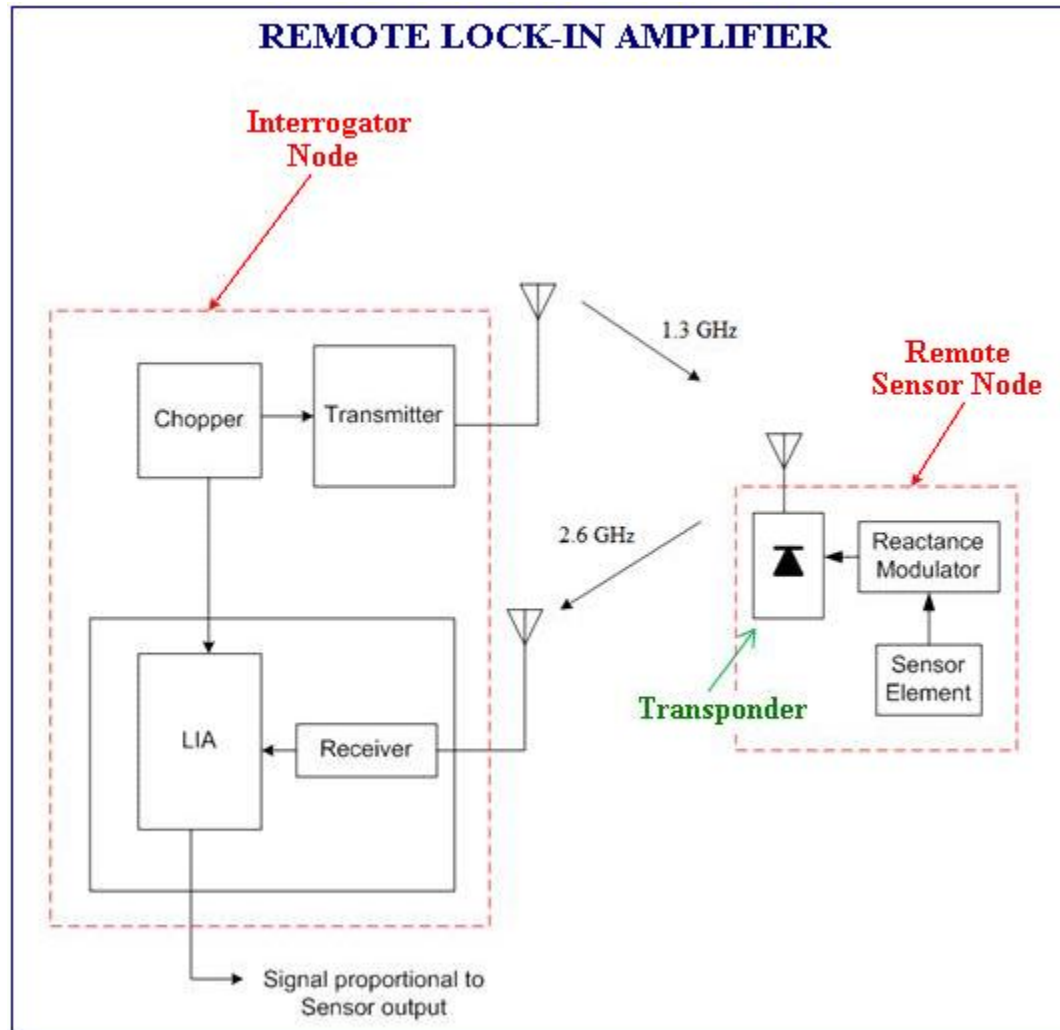 REMOTE LOCK-IN AMPLIFIER
Interrogator
Node
1.3 GHz
Remote
Sensor Node
Chopper
Transmitter
2.6 GHz
Reactance
Modulator
Sensor
Element
Transponder
LIA
Receiver
Signal proportional to
Sensor output